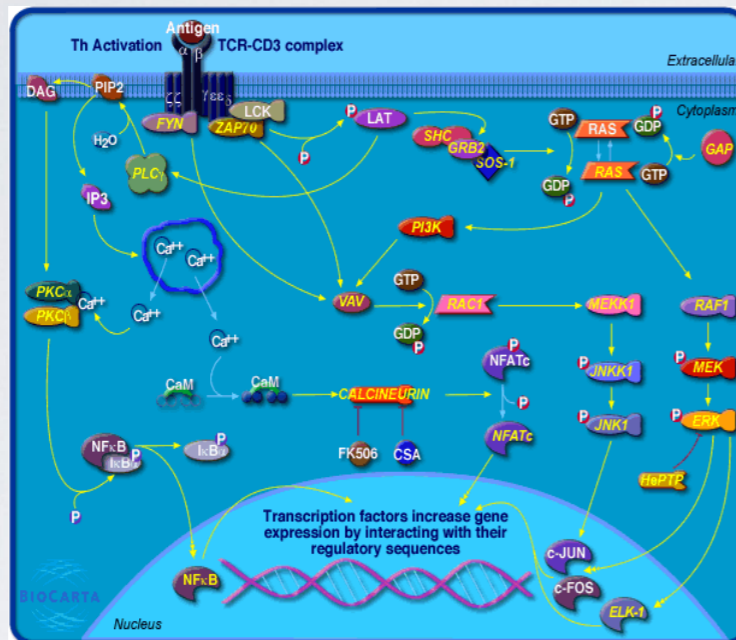 Antigen
Th Activation
TCR-CD3 complex
α β
Extracellular
Cytoplasm
DAG
PIP2
ζζ
γεε δ
LCK
FYN
ZAP70
H₂O
P
LAT
P
SHC
GRB2
SOS-1
GTP
GDP
P
RAS
RAS
P
GDP
GTP
GAP
PLCγ
IP3
PI3K
Ca++
Ca++
PKCα
PKCβ
Ca++
Ca++
Ca++
VAV
GTP
GDP
P
RAC1
MEKK1
RAF1
P
NFATc
P
JNKK1
P
MEK
CaM
CaM
CALCINEURIN
P
NFATc
P
JNK1
P
ERK
FK506
CSA
HePTP
NFκB
IκBα
P
IκBα
P
P
Transcription factors increase gene
expression by interacting with their
regulatory sequences
NFκB
c-JUN
c-FOS
ELK-1
BIOCARTA
Nucleus